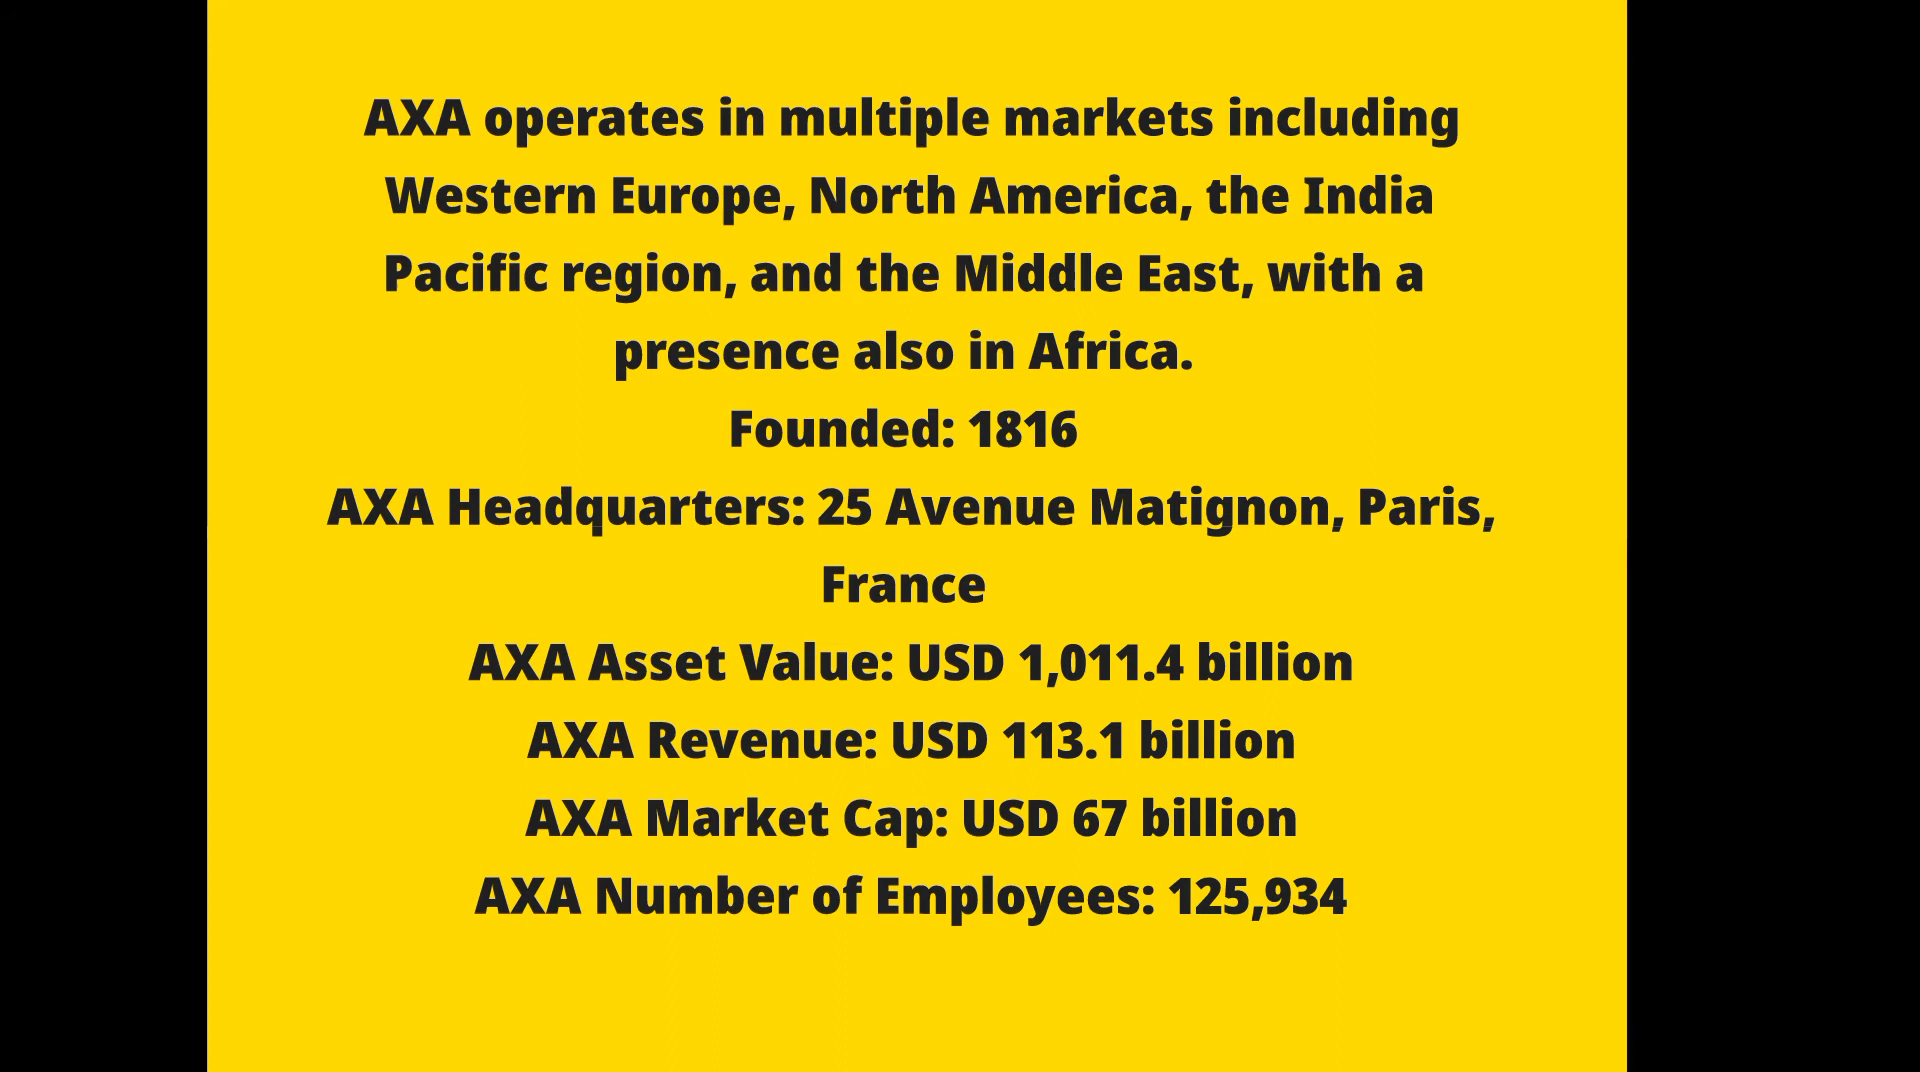 AXA operates in multiple markets including
Western Europe, North America, the India
Pacific region, and the Middle East, with a
presence also in Africa.
Founded: 1816
AXA Headquarters: 25 Avenue Matignon, Paris,
France
AXA Asset Value: USD 1,011.4 billion
AXA Revenue: USD 113.1 billion
AXA Market Cap: USD 67 billion
AXA Number of Employees: 125,934